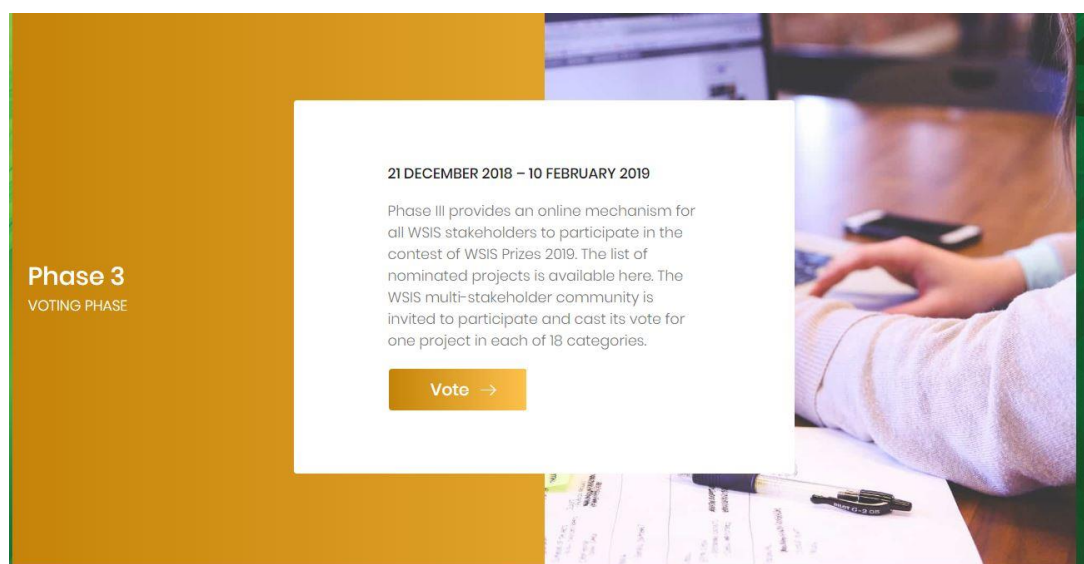 Phase 3
VOTING PHASE
21 DECEMBER 2018 – 10 FEBRUARY 2019
Phase III provides an online mechanism for
all WSIS stakeholders to participate in the
contest of WSIS Prizes 2019. The list of
nominated projects is available here. The
WSIS multi-stakeholder community is
invited to participate and cast its vote for
one project in each of 18 categories.
Vote →